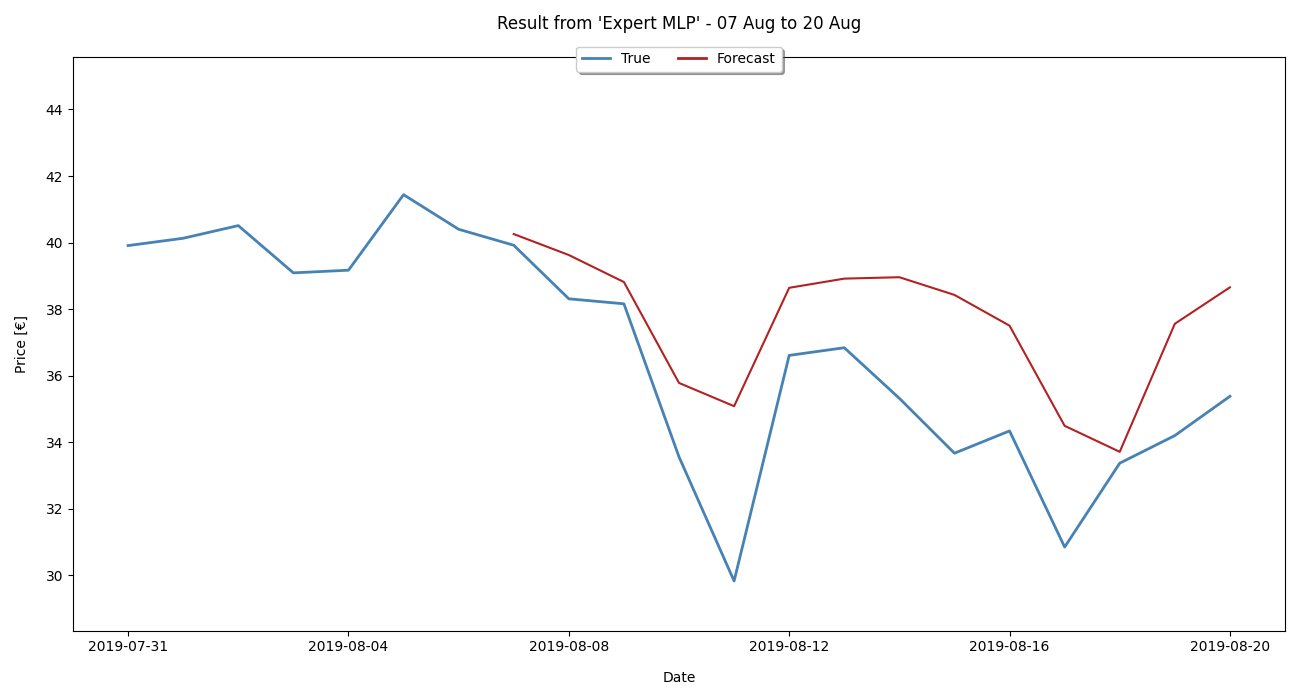 Result from 'Expert MLP' - 07 Aug to 20 Aug
True Forecast
44
42
40
38
36
34
32
30
Price [€]
2019-07-31 2019-08-04 2019-08-08 2019-08-12 2019-08-16 2019-08-20
Date